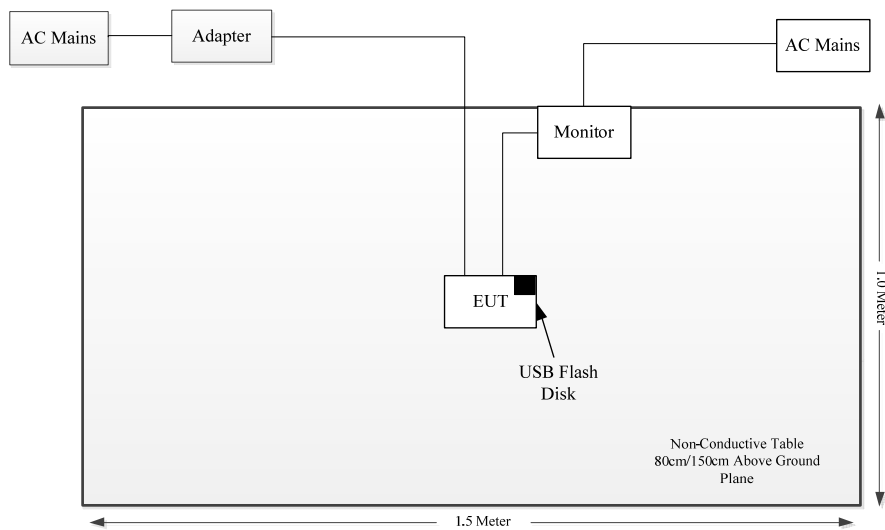 AC Mains
Adapter
AC Mains
Monitor
EUT
USB Flash
Disk
1.0 Meter
Non-Conductive Table
80cm/150cm Above Ground
Plane
1.5 Meter